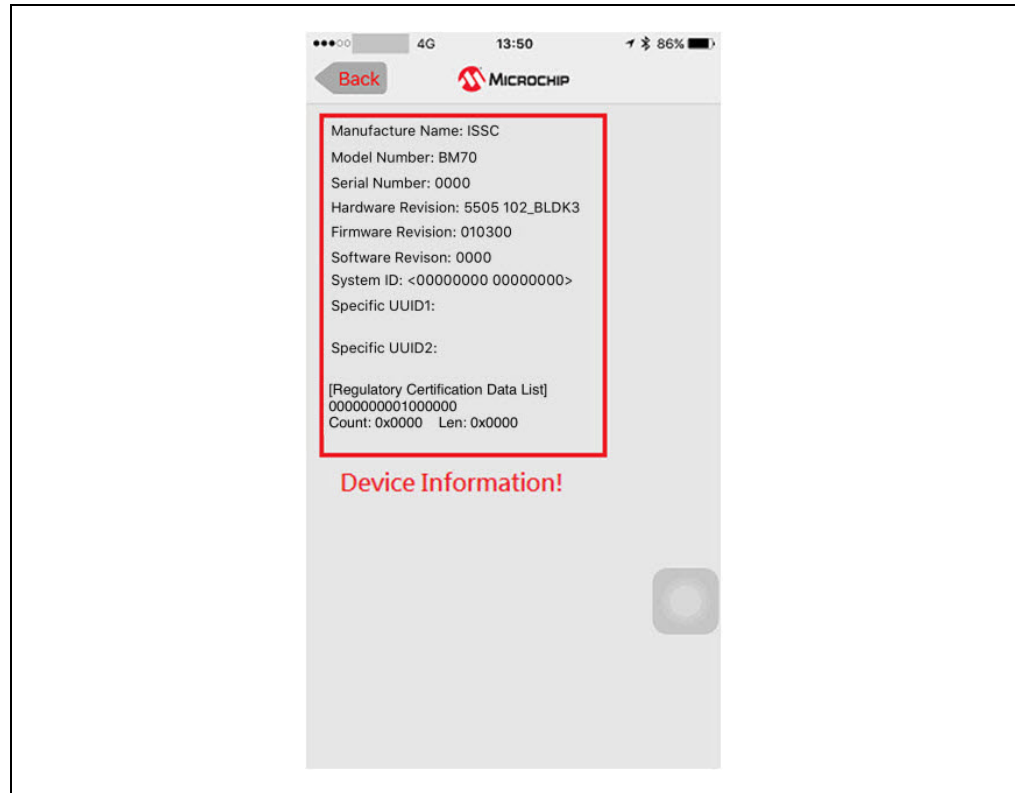 4G 13:50 86%
Back MICROCHIP
Manufacture Name: ISSC
Model Number: BM70
Serial Number: 0000
Hardware Revision: 5505 102_BLDK3
Firmware Revision: 010300
Software Revison: 0000
System ID: <00000000 00000000>
Specific UUID1:
Specific UUID2:
[Regulatory Certification Data List]
0000000001000000
Count: 0x0000 Len: 0x0000
Device Information!